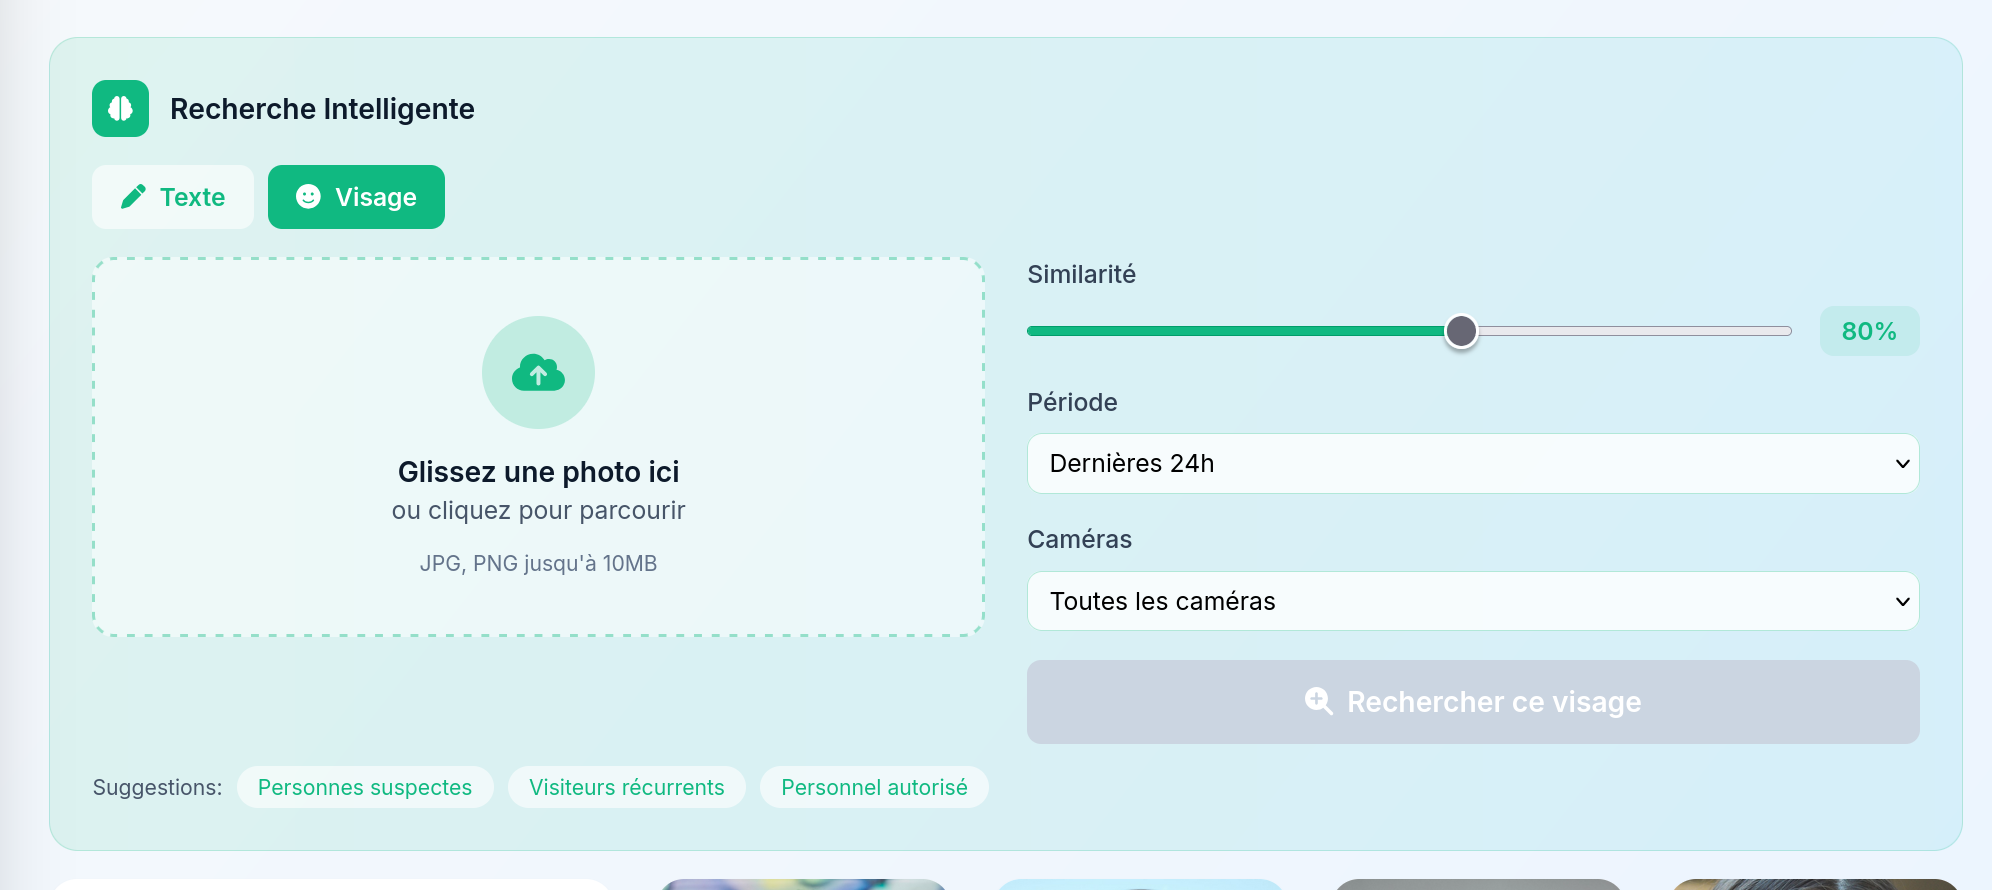 Recherche Intelligente
Texte
Visage
Glissez une photo ici
ou cliquez pour parcourir
JPG, PNG jusqu'à 10MB
Similarité
80%
Période
Dernières 24h
Caméras
Toutes les caméras
Rechercher ce visage
Suggestions: Personnes suspectes Visiteurs récurrents Personnel autorisé